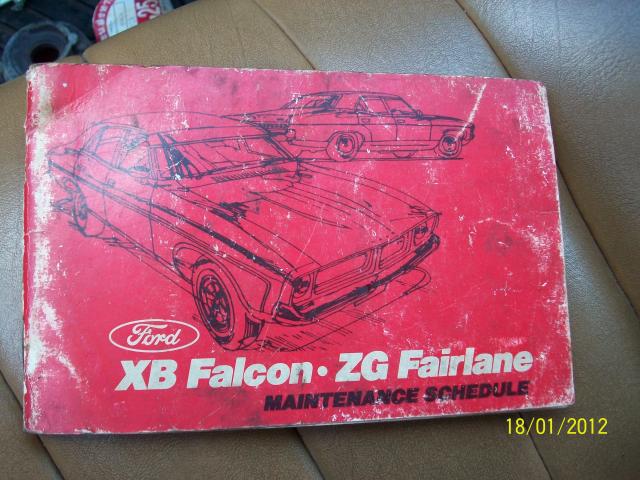 Ford
XB Falcon • ZG Fairlane
MAINTENANCE SCHEDULE
18/01/2012